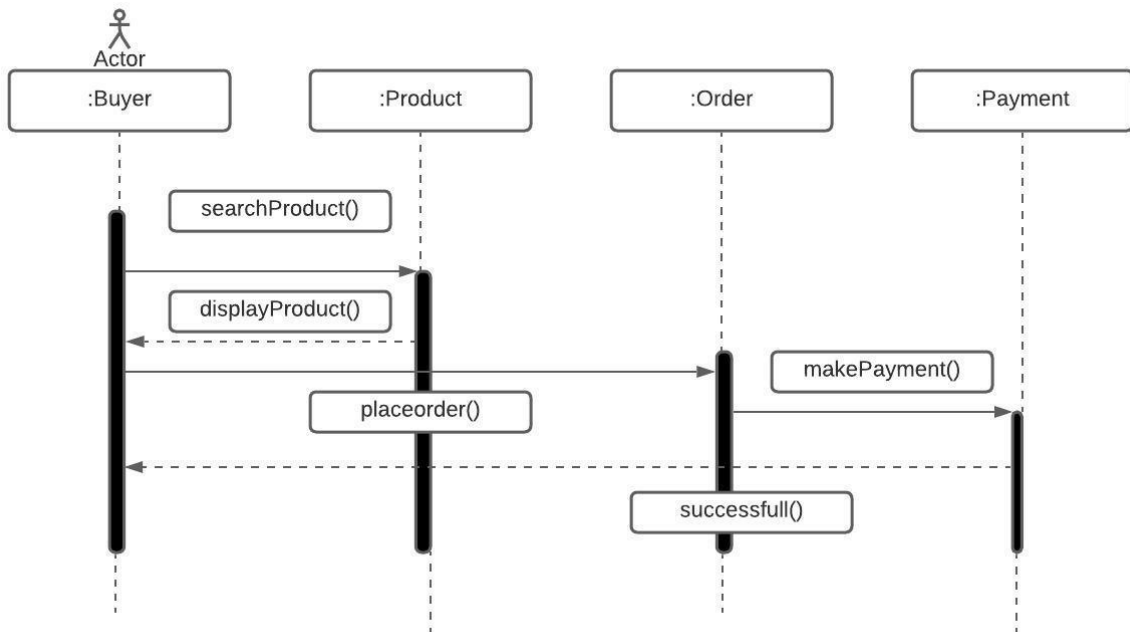 Actor
:Buyer
:Product
:Order
:Payment
searchProduct()
displayProduct()
makePayment()
placeorder()
successfull()